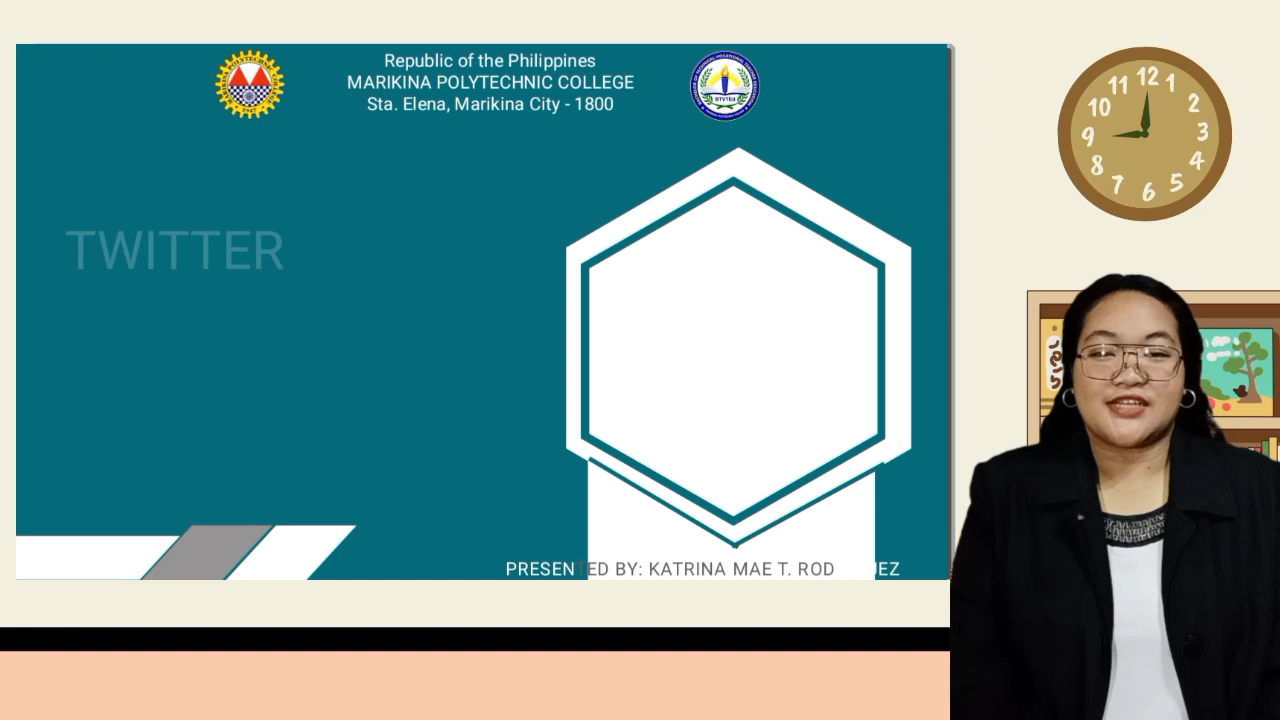 Republic of the Philippines
MARIKINA POLYTECHNIC COLLEGE
Sta. Elena, Marikina City - 1800
TWITTER
PRESENTED BY: KATRINA MAE T.
12
1
2
3
4
5
6
7
8
9
10
11